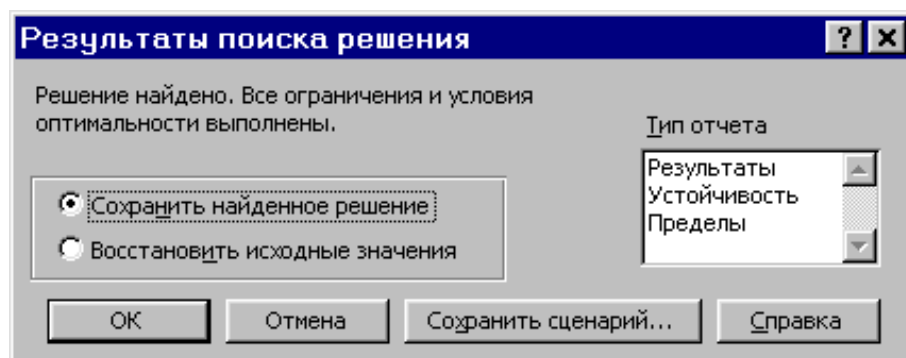 Результаты поиска решения
Решение найдено. Все ограничения и условия
оптимальности выполнены.
Тип отчета
Результаты
Устойчивость
Пределы
Сохранить найденное решение
Восстановить исходные значения
ОК
Отмена
Сохранить сценарий...
Справка